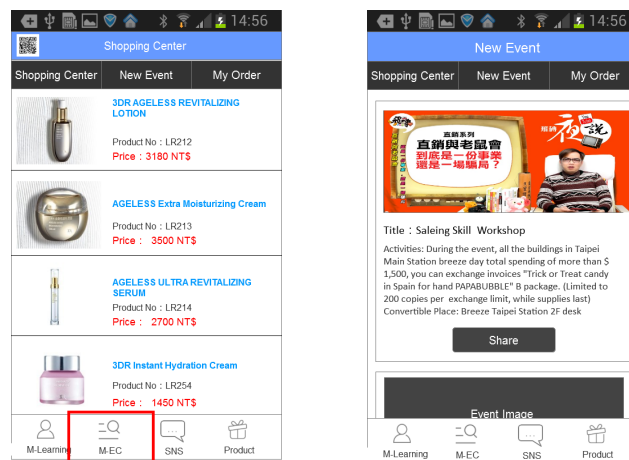 14:56
Shopping Center
Shopping Center New Event My Order
3DR AGELESS REVITALIZING
LOTION
Product No：LR212
Price：3180 NT$
AGELESS Extra Moisturizing Cream
Product No：LR213
Price： 3500 NT$
AGELESS ULTRA REVITALIZING
SERUM
Product No：LR214
Price： 2700 NT$
3DR Instant Hydration Cream
Product No：LR254
Price： 1450 NT$
M-Learning M-EC SNS Product
14:56
New Event
Shopping Center New Event My Order
直銷系列
直銷與老鼠會
到底是一份事業
還是一場騙局？
夜說
Title：Saleing Skill Workshop
Activities: During the event, all the buildings in Taipei
Main Station breeze day total spending of more than $
1,500, you can exchange invoices "Trick or Treat candy
in Spain for hand PAPABUBBLE" B package. (Limited to
200 copies per exchange limit, while supplies last)
Convertible Place: Breeze Taipei Station 2F desk
Share
Event Image
M-Learning M-EC SNS Product